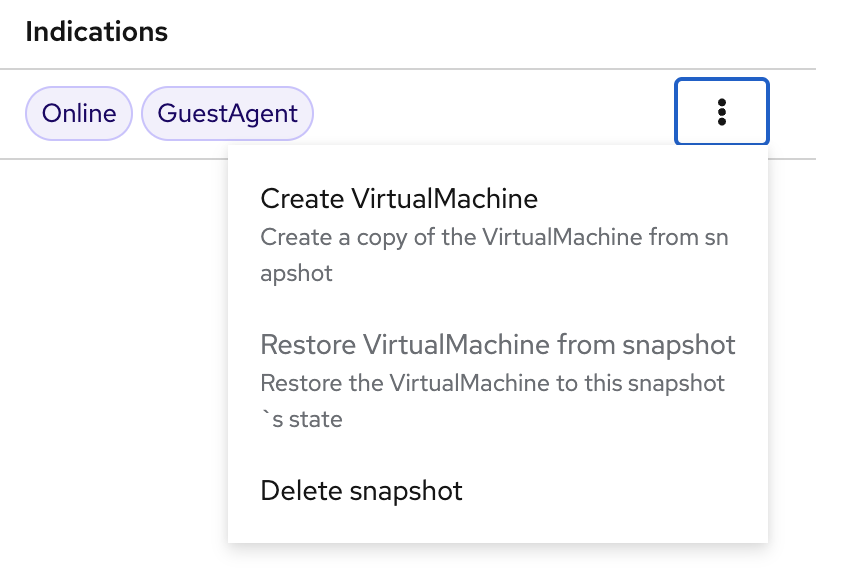 Indications
Online GuestAgent
Create VirtualMachine
Create a copy of the VirtualMachine from sn
apshot
Restore VirtualMachine from snapshot
Restore the VirtualMachine to this snapshot
`s state
Delete snapshot